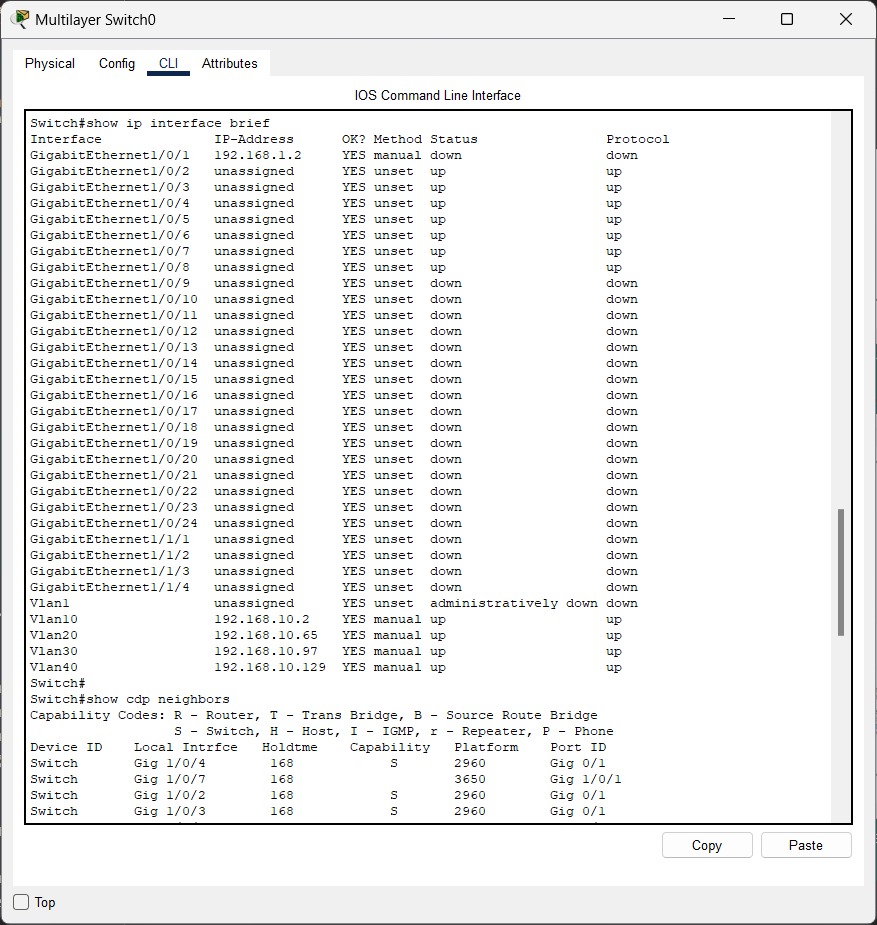 Multilayer Switch0
Physical Config CLI Attributes
IOS Command Line Interface
Switch#show ip interface brief
Interface IP-Address OK? Method Status Protocol
GigabitEthernet1/0/1 192.168.1.2 YES manual down down
GigabitEthernet1/0/2 unassigned YES unset up up
GigabitEthernet1/0/3 unassigned YES unset up up
GigabitEthernet1/0/4 unassigned YES unset up up
GigabitEthernet1/0/5 unassigned YES unset up up
GigabitEthernet1/0/6 unassigned YES unset up up
GigabitEthernet1/0/7 unassigned YES unset up up
GigabitEthernet1/0/8 unassigned YES unset up up
GigabitEthernet1/0/9 unassigned YES unset down down
GigabitEthernet1/0/10 unassigned YES unset down down
GigabitEthernet1/0/11 unassigned YES unset down down
GigabitEthernet1/0/12 unassigned YES unset down down
GigabitEthernet1/0/13 unassigned YES unset down down
GigabitEthernet1/0/14 unassigned YES unset down down
GigabitEthernet1/0/15 unassigned YES unset down down
GigabitEthernet1/0/16 unassigned YES unset down down
GigabitEthernet1/0/17 unassigned YES unset down down
GigabitEthernet1/0/18 unassigned YES unset down down
GigabitEthernet1/0/19 unassigned YES unset down down
GigabitEthernet1/0/20 unassigned YES unset down down
GigabitEthernet1/0/21 unassigned YES unset down down
GigabitEthernet1/0/22 unassigned YES unset down down
GigabitEthernet1/0/23 unassigned YES unset down down
GigabitEthernet1/0/24 unassigned YES unset down down
GigabitEthernet1/1/1 unassigned YES unset down down
GigabitEthernet1/1/2 unassigned YES unset down down
GigabitEthernet1/1/3 unassigned YES unset down down
GigabitEthernet1/1/4 unassigned YES unset down down
Vlan1 unassigned YES unset administratively down down
Vlan10 192.168.10.2 YES manual up up
Vlan20 192.168.10.65 YES manual up up
Vlan30 192.168.10.97 YES manual up up
Vlan40 192.168.10.129 YES manual up up
Switch#
Switch#show cdp neighbors
Capability Codes: R - Router, T - Trans Bridge, B - Source Route Bridge
S - Switch, H - Host, I - IGMP, r - Repeater, P - Phone
Device ID Local Intrfce Holdtme Capability Platform Port ID
Switch Gig 1/0/4 168 S 2960 Gig 0/1
Switch Gig 1/0/7 168 3650 Gig 1/0/1
Switch Gig 1/0/2 168 S 2960 Gig 0/1
Switch Gig 1/0/3 168 S 2960 Gig 0/1
Copy Paste
Top